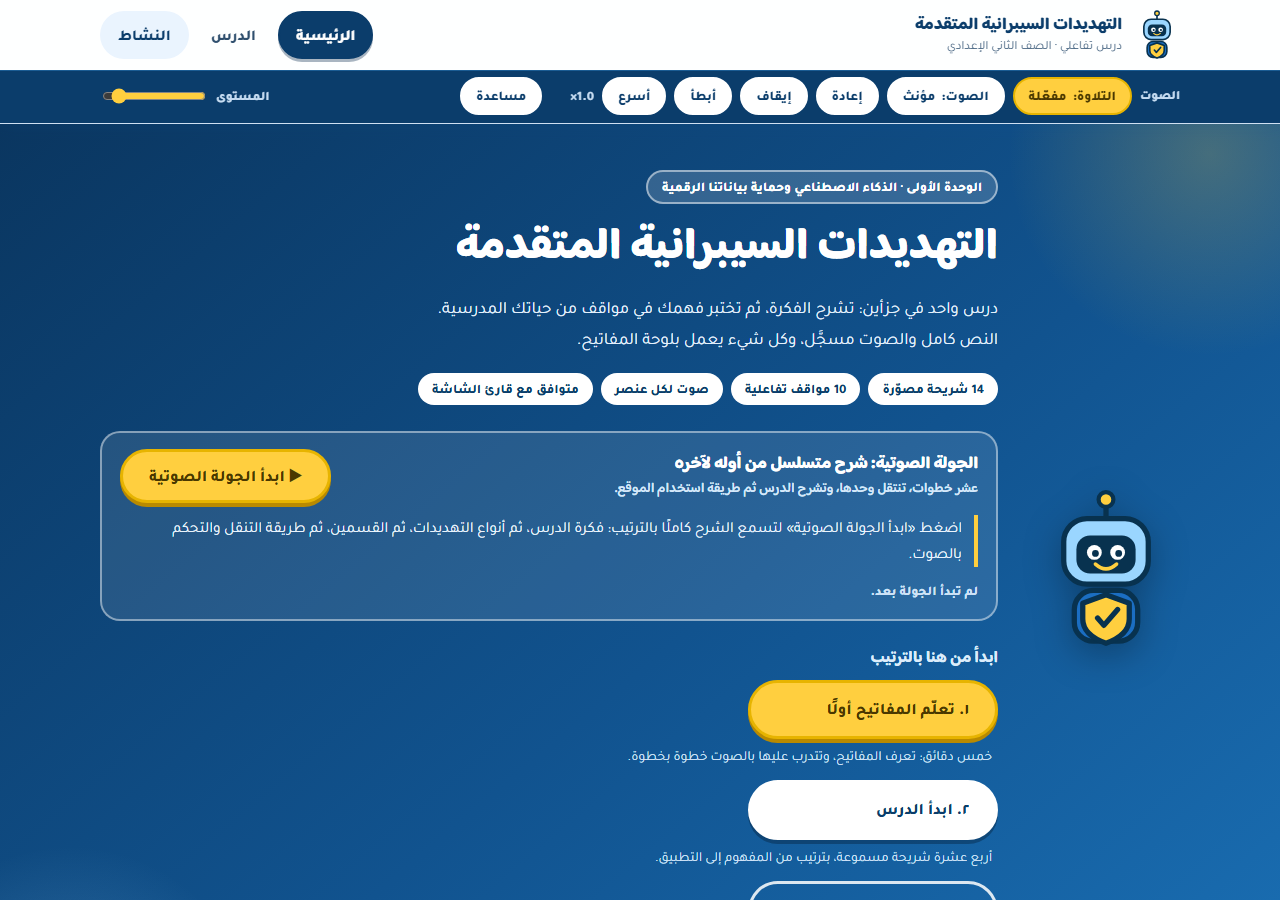 التهديدات السيبرانية المتقدمة
درس تفاعلي · الصف الثاني الإعدادي
الرئيسية
الدرس
النشاط
الصوت
التلاوة: مفعّلة
الصوت: مؤنث
إعادة
إيقاف
أبطأ
أسرع
1.0×
مساعدة
المستوى
الوحدة الأولى · الذكاء الاصطناعي وحماية بياناتنا الرقمية
التهديدات السيبرانية المتقدمة
درس واحد في جزأين: تشرح الفكرة، ثم تختبر فهمك في مواقف من حياتك المدرسية.
النص كامل والصوت مسجَّل، وكل شيء يعمل بلوحة المفاتيح.
14 شريحة مصوّرة
10 مواقف تفاعلية
صوت لكل عنصر
متوافق مع قارئ الشاشة
الجولة الصوتية: شرح متسلسل من أوله لآخره
عشر خطوات، تنتقل وحدها، وتشرح الدرس ثم طريقة استخدام الموقع.
▶ ابدأ الجولة الصوتية
اضغط «ابدأ الجولة الصوتية» لتسمع الشرح كاملًا بالترتيب: فكرة الدرس، ثم أنواع التهديدات، ثم القسمين، ثم طريقة التنقل والتحكم
بالصوت.
لم تبدأ الجولة بعد.
ابدأ من هنا بالترتيب
١. تعلّم المفاتيح أولًا
خمس دقائق: تعرف المفاتيح، وتتدرب عليها بالصوت خطوة بخطوة.
٢. ابدأ الدرس
أربع عشرة شريحة مسموعة، بترتيب من المفهوم إلى التطبيق.